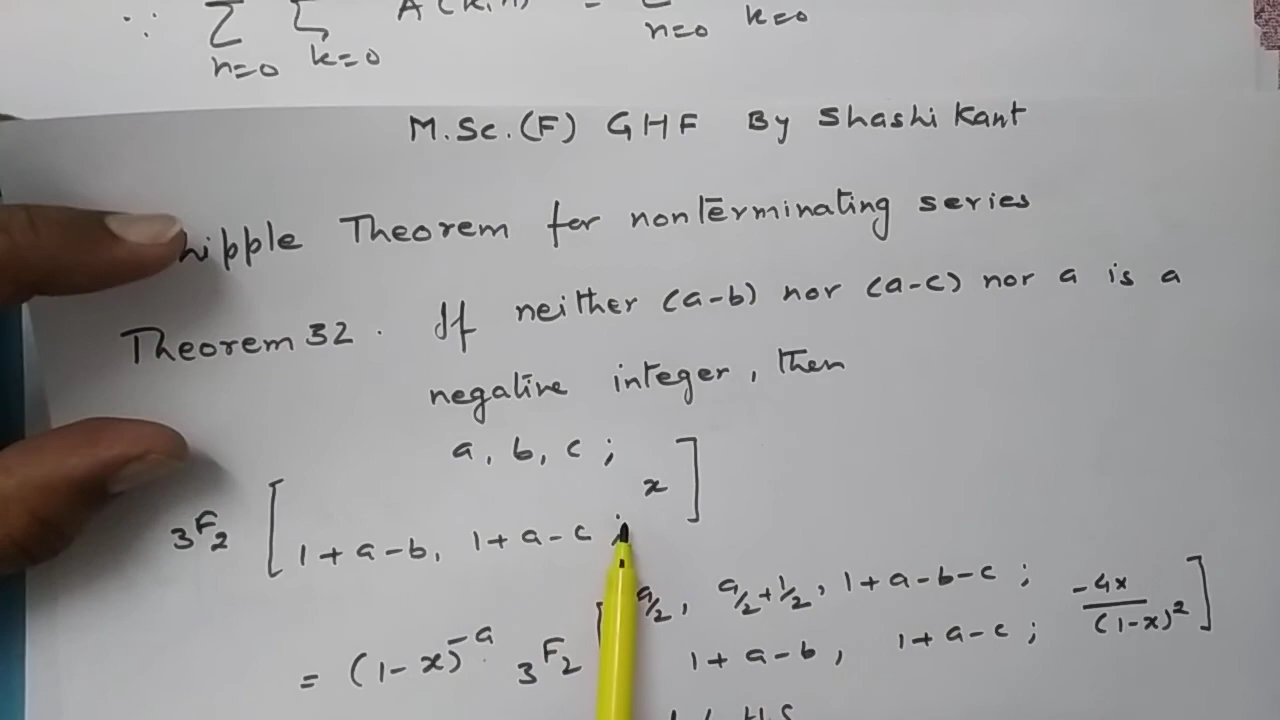 ∵ Σ Σ A(k,n) = Σ
n=0 k=0 n=0 k=0
M.Sc.(F) GHF By Shashi Kant
hipple Theorem for nonterminating series
Theorem 32. If neither (a-b) nor (a-c) nor a is a
negative integer, then
₃F₂ [ a, b, c ; x ]
1+a-b, 1+a-c ;
= (1-x)^-a ₃F₂ [ a/2, a/2+1/2, 1+a-b-c ; -4x/(1-x)² ]
1+a-b, 1+a-c ;